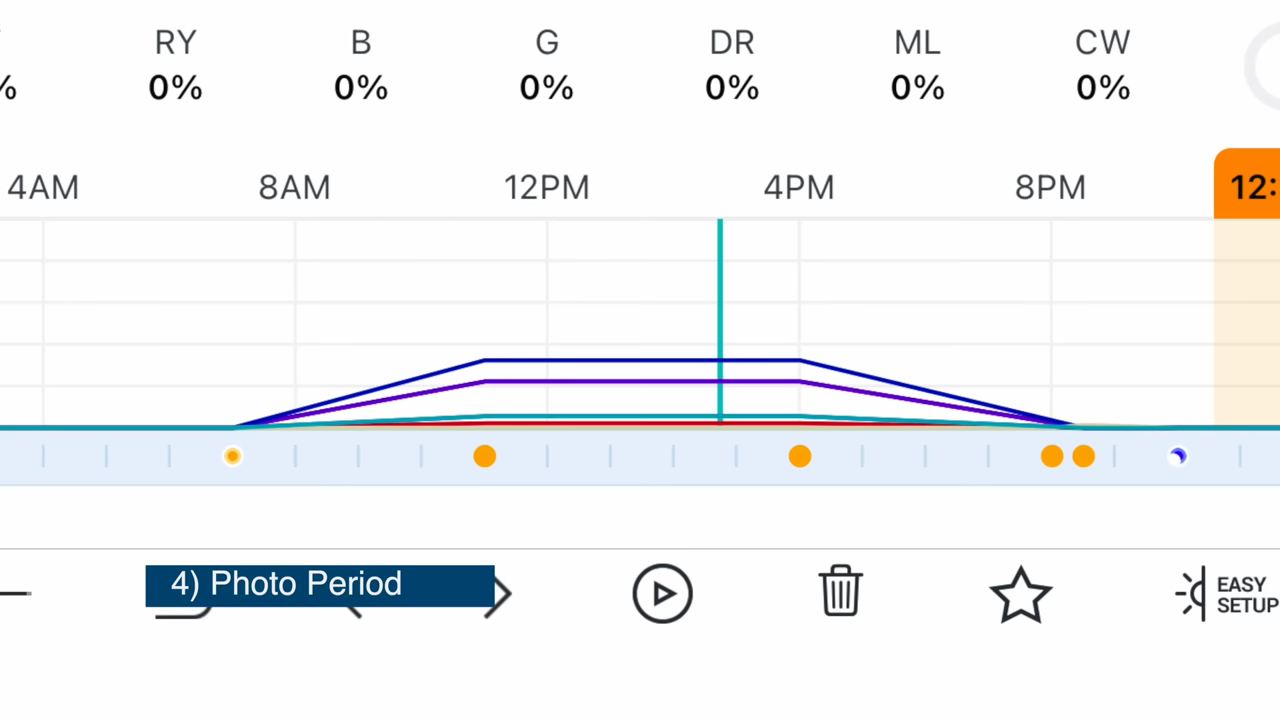 RY B G DR ML CW
% 0% 0% 0% 0% 0% 0%
4AM 8AM 12PM 4PM 8PM 12:
4) Photo Period
EASY
SETUP